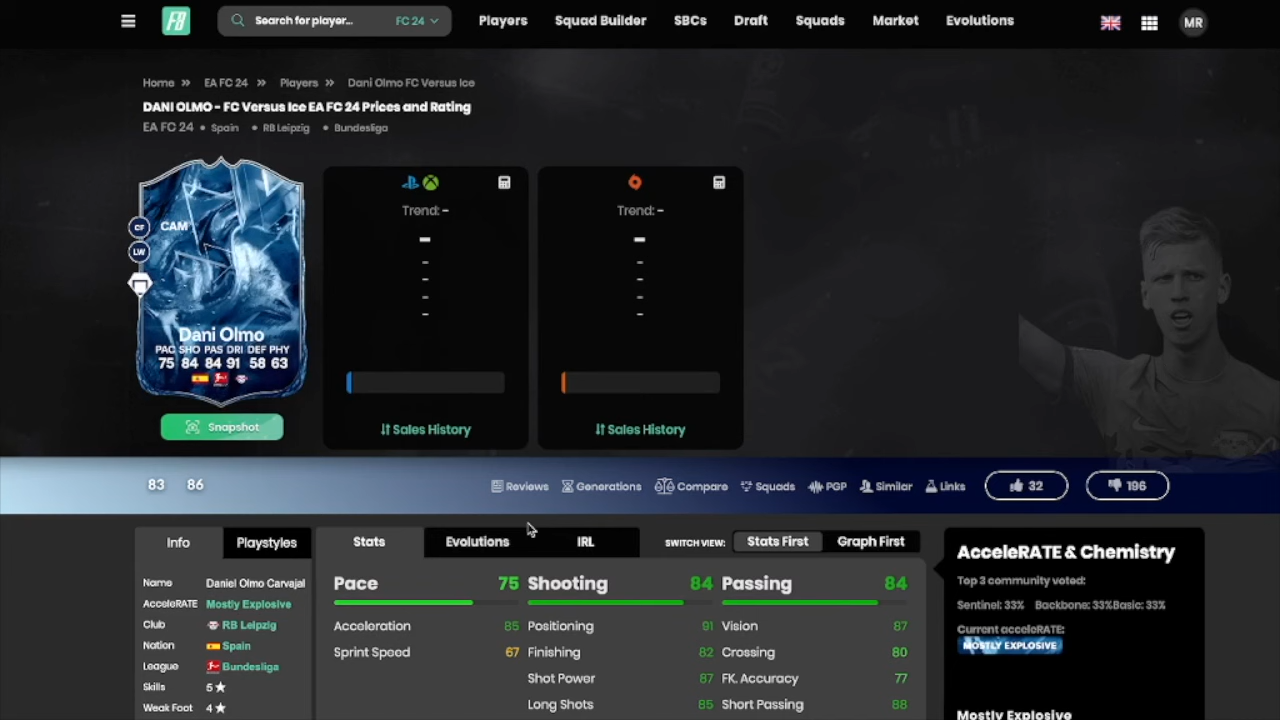 FB Search for player... FC 24 Players Squad Builder SBCs Draft Squads Market Evolutions MR
Home » EA FC 24 » Players » Dani Olmo FC Versus Ice
DANI OLMO - FC Versus Ice EA FC 24 Prices and Rating
EA FC 24 • Spain • RB Leipzig • Bundesliga
CF CAM
LW
Dani Olmo
PAC SHO PAS DRI DEF PHY
75 84 84 91 58 63
Snapshot
Trend: -
-
-
-
-
-
Sales History
Trend: -
-
-
-
-
-
Sales History
83 86 Reviews Generations Compare Squads PGP Similar Links 32 196
Info Playstyles
Name Daniel Olmo Carvajal
AcceleRATE Mostly Explosive
Club RB Leipzig
Nation Spain
League Bundesliga
Skills 5★
Weak Foot 4★
Stats Evolutions IRL SWITCH VIEW: Stats First Graph First
Pace 75
Acceleration 85
Sprint Speed 67
Shooting 84
Positioning 91
Finishing 82
Shot Power 87
Long Shots 85
Passing 84
Vision 87
Crossing 80
FK. Accuracy 77
Short Passing 88
AcceleRATE & Chemistry
Top 3 community voted:
Sentinel: 33% Backbone: 33% Basic: 33%
Current acceleRATE:
MOSTLY EXPLOSIVE
Mostly Explosive